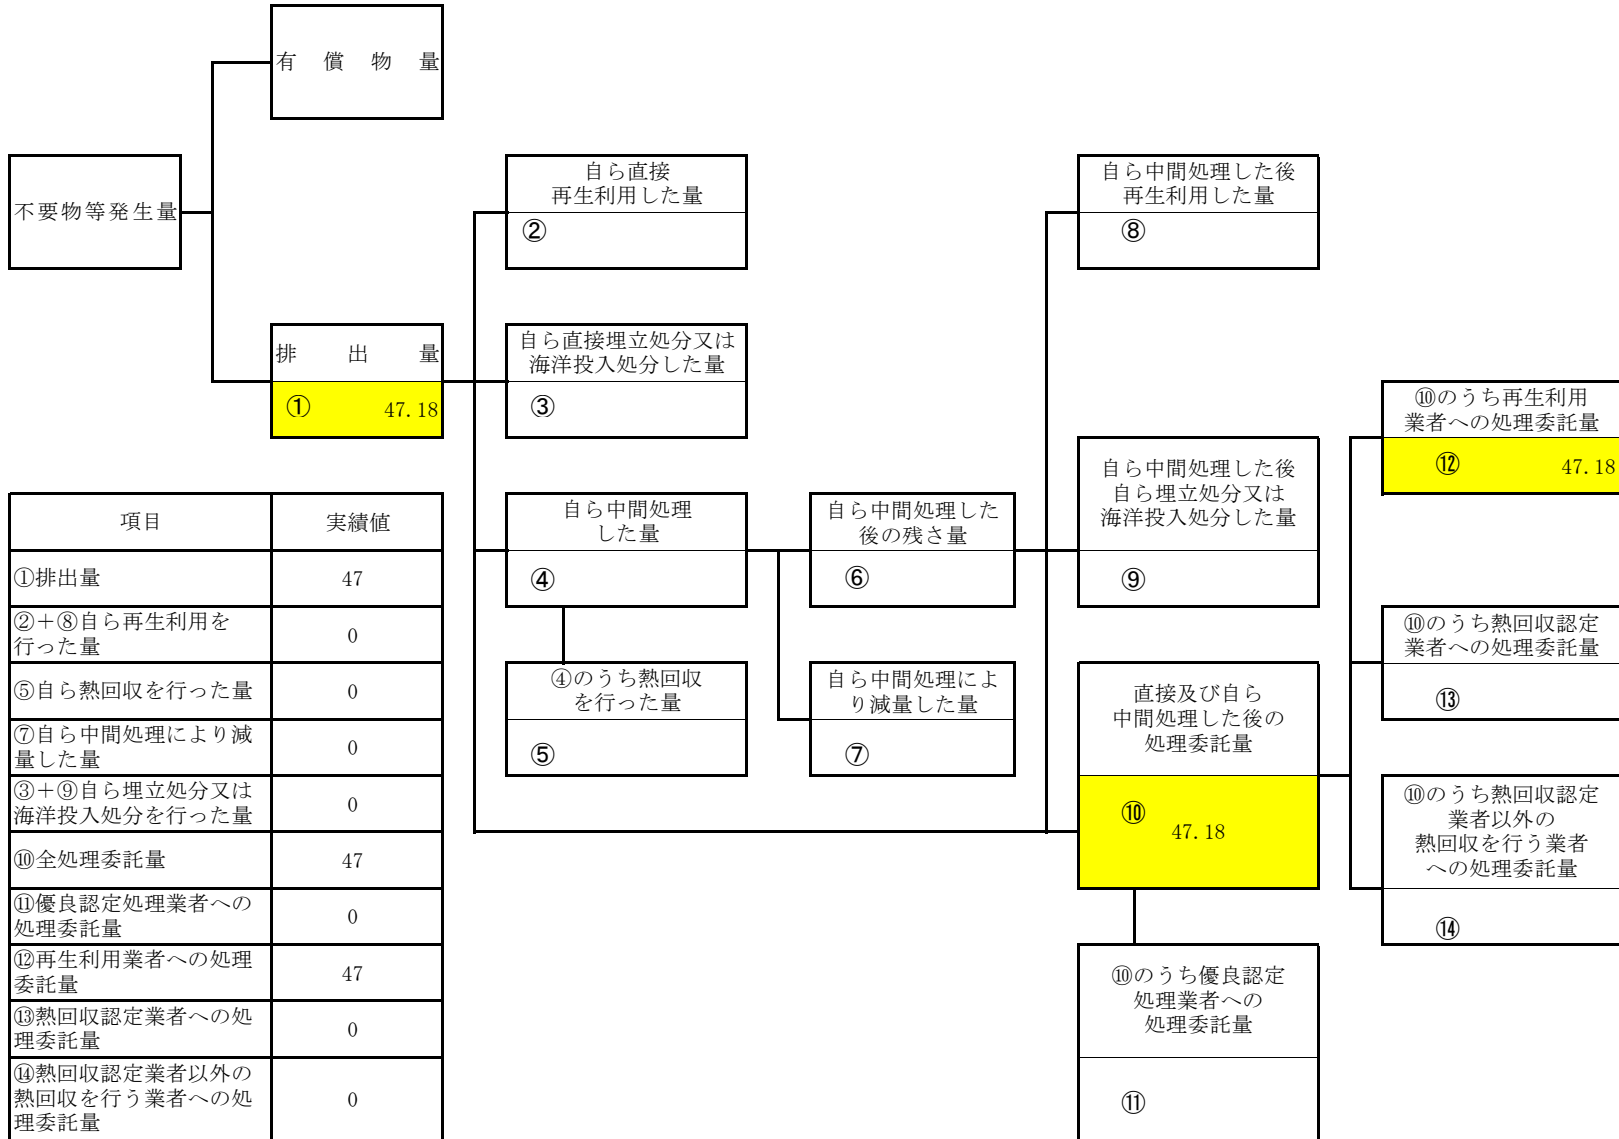 有償物量
不要物等発生量
排出量
① 47.18
自ら直接
再生利用した量
②
自ら直接埋立処分又は
海洋投入処分した量
③
自ら中間処理
した量
④
④のうち熱回収
を行った量
⑤
自ら中間処理した
後の残さ量
⑥
自ら中間処理によ
り減量した量
⑦
自ら中間処理した後
再生利用した量
⑧
自ら中間処理した後
自ら埋立処分又は
海洋投入処分した量
⑨
直接及び自ら
中間処理した後の
処理委託量
⑩
47.18
⑩のうち優良認定
処理業者への
処理委託量
⑪
⑩のうち再生利用
業者への処理委託量
⑫ 47.18
⑩のうち熱回収認定
業者への処理委託量
⑬
⑩のうち熱回収認定
業者以外の
熱回収を行う業者
への処理委託量
⑭
項目 実績値
①排出量 47
②+⑧自ら再生利用を
行った量 0
⑤自ら熱回収を行った量 0
⑦自ら中間処理により減
量した量 0
③+⑨自ら埋立処分又は
海洋投入処分を行った量 0
⑩全処理委託量 47
⑪優良認定処理業者への
処理委託量 0
⑫再生利用業者への処理
委託量 47
⑬熱回収認定業者への処
理委託量 0
⑭熱回収認定業者以外の
熱回収を行う業者への処
理委託量 0